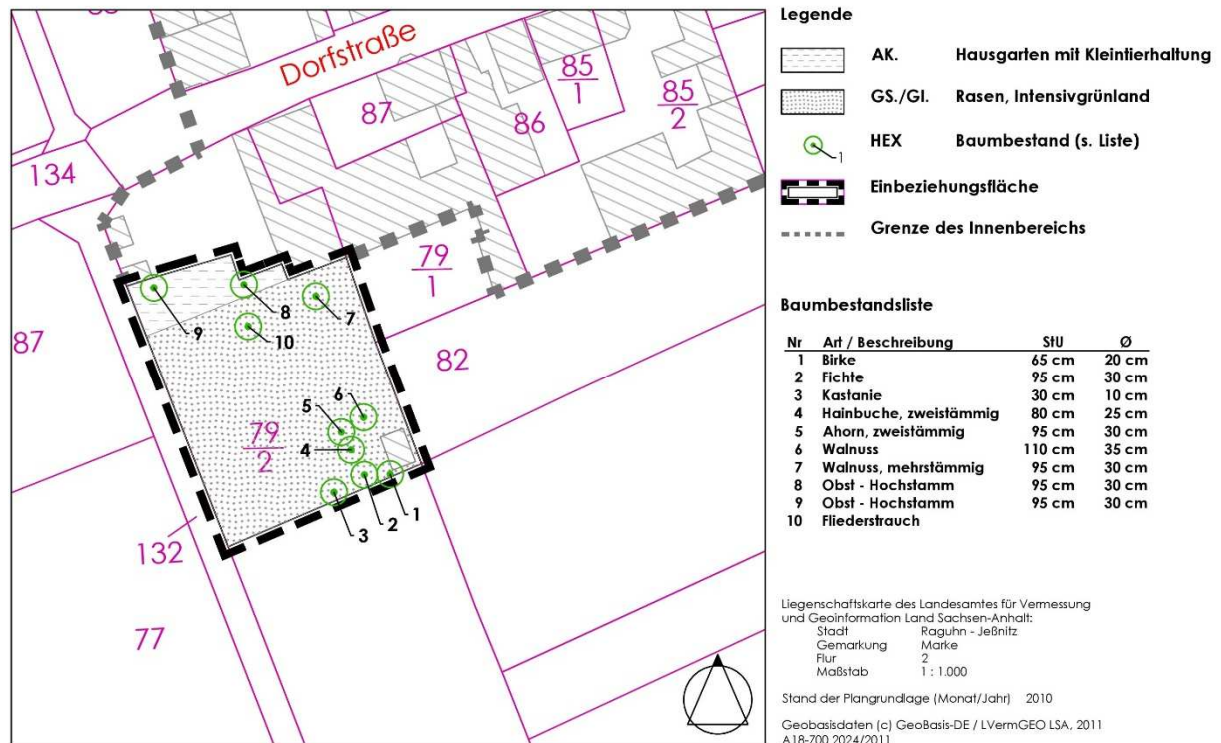 Dorfstraße
134
87
86
85
1
85
2
79
1
87
82
79
2
132
77
9
8
7
10
6
5
4
3
2
1
Legende
AK. Hausgarten mit Kleintierhaltung
GS./GI. Rasen, Intensivgrünland
1 HEX Baumbestand (s. Liste)
Einbeziehungsfläche
Grenze des Innenbereichs
Baumbestandsliste
Nr Art / Beschreibung StU Ø
1 Birke 65 cm 20 cm
2 Fichte 95 cm 30 cm
3 Kastanie 30 cm 10 cm
4 Hainbuche, zweistämmig 80 cm 25 cm
5 Ahorn, zweistämmig 95 cm 30 cm
6 Walnuss 110 cm 35 cm
7 Walnuss, mehrstämmig 95 cm 30 cm
8 Obst - Hochstamm 95 cm 30 cm
9 Obst - Hochstamm 95 cm 30 cm
10 Fliederstrauch
Liegenschaftskarte des Landesamtes für Vermessung
und Geoinformation Land Sachsen-Anhalt:
Stadt Raguhn - Jeßnitz
Gemarkung Marke
Flur 2
Maßstab 1 : 1.000
Stand der Plangrundlage (Monat/Jahr) 2010
Geobasisdaten (c) GeoBasis-DE / LVermGEO LSA, 2011
A18-700 2024/2011